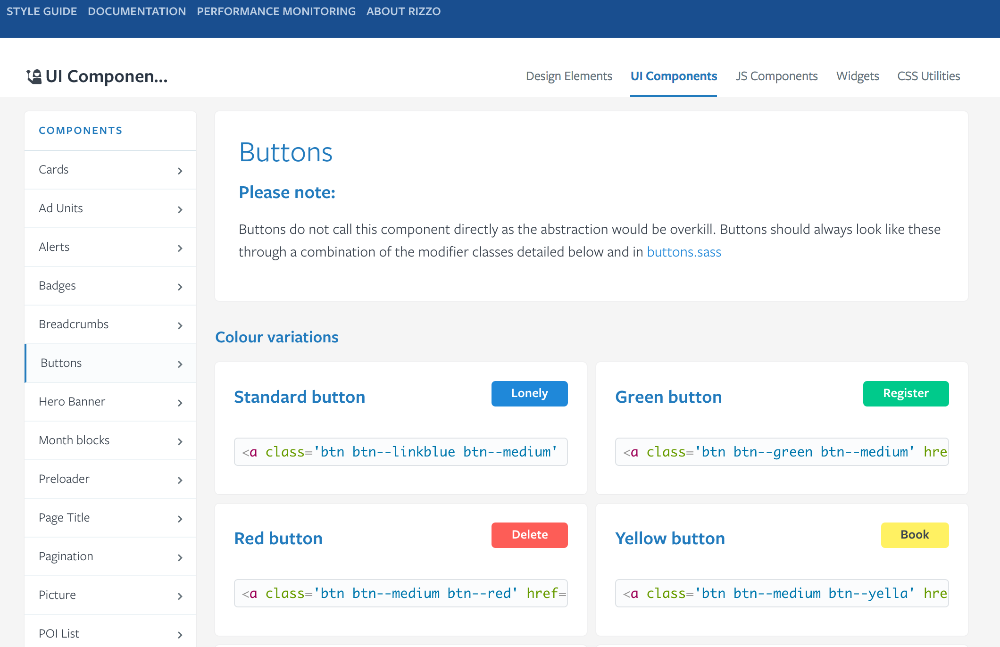 STYLE GUIDE DOCUMENTATION PERFORMANCE MONITORING ABOUT RIZZO
UI Componen...
Design Elements UI Components JS Components Widgets CSS Utilities
COMPONENTS
Cards
Ad Units
Alerts
Badges
Breadcrumbs
Buttons
Hero Banner
Month blocks
Preloader
Page Title
Pagination
Picture
POI List
Buttons
Please note:
Buttons do not call this component directly as the abstraction would be overkill. Buttons should always look like these
through a combination of the modifier classes detailed below and in buttons.sass
Colour variations
Standard button
Lonely
<a class='btn btn--linkblue btn--medium'
Green button
Register
<a class='btn btn--green btn--medium' hre
Red button
Delete
<a class='btn btn--medium btn--red' href=
Yellow button
Book
<a class='btn btn--medium btn--yella' hre